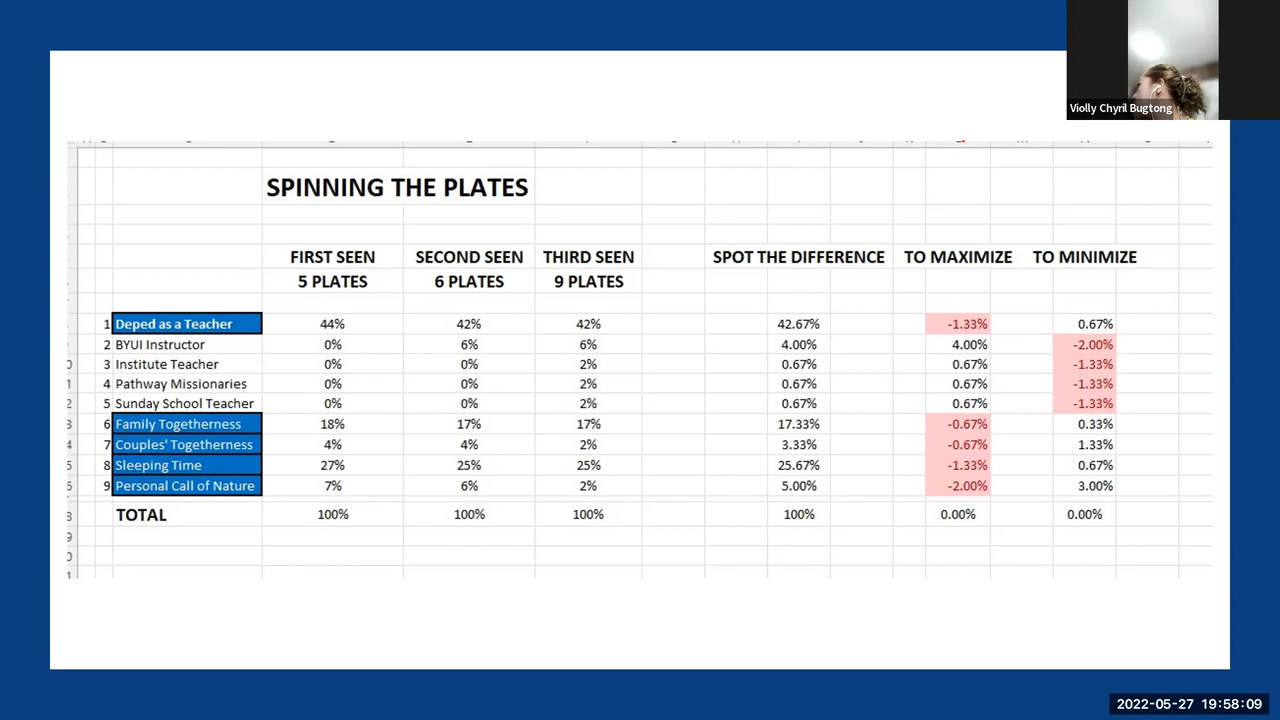 Violly Chyril Bugtong
SPINNING THE PLATES
FIRST SEEN SECOND SEEN THIRD SEEN SPOT THE DIFFERENCE TO MAXIMIZE TO MINIMIZE
5 PLATES 6 PLATES 9 PLATES
1 Deped as a Teacher 44% 42% 42% 42.67% -1.33% 0.67%
2 BYUI Instructor 0% 6% 6% 4.00% 4.00% -2.00%
3 Institute Teacher 0% 0% 2% 0.67% 0.67% -1.33%
4 Pathway Missionaries 0% 0% 2% 0.67% 0.67% -1.33%
5 Sunday School Teacher 0% 0% 2% 0.67% 0.67% -1.33%
6 Family Togetherness 18% 17% 17% 17.33% -0.67% 0.33%
7 Couples' Togetherness 4% 4% 2% 3.33% -0.67% 1.33%
8 Sleeping Time 27% 25% 25% 25.67% -1.33% 0.67%
9 Personal Call of Nature 7% 6% 2% 5.00% -2.00% 3.00%
TOTAL 100% 100% 100% 100% 0.00% 0.00%
2022-05-27 19:58:09